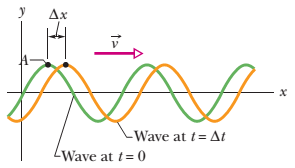 y
Δx
v⃗
A
x
Wave at t = Δt
Wave at t = 0